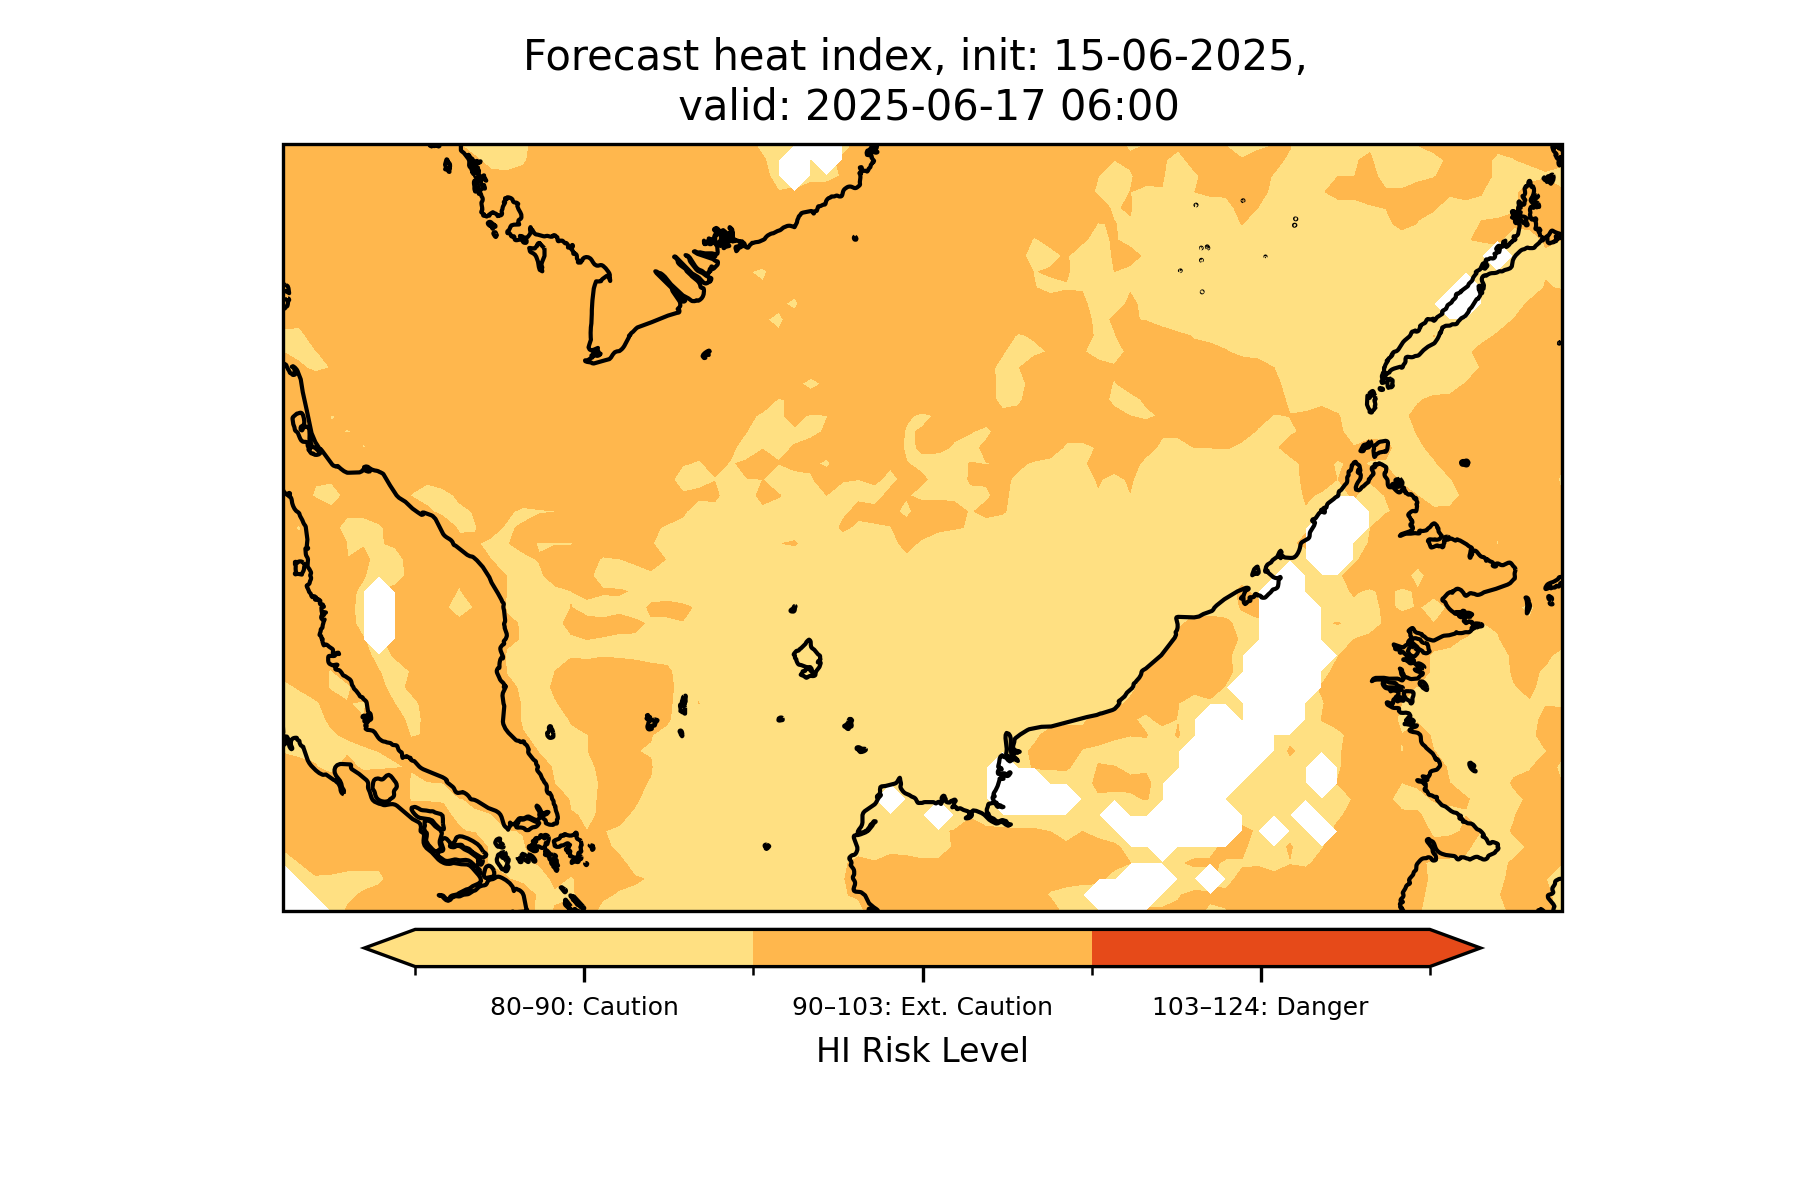 Forecast heat index, init: 15-06-2025,
valid: 2025-06-17 06:00
80–90: Caution
90–103: Ext. Caution
103–124: Danger
HI Risk Level